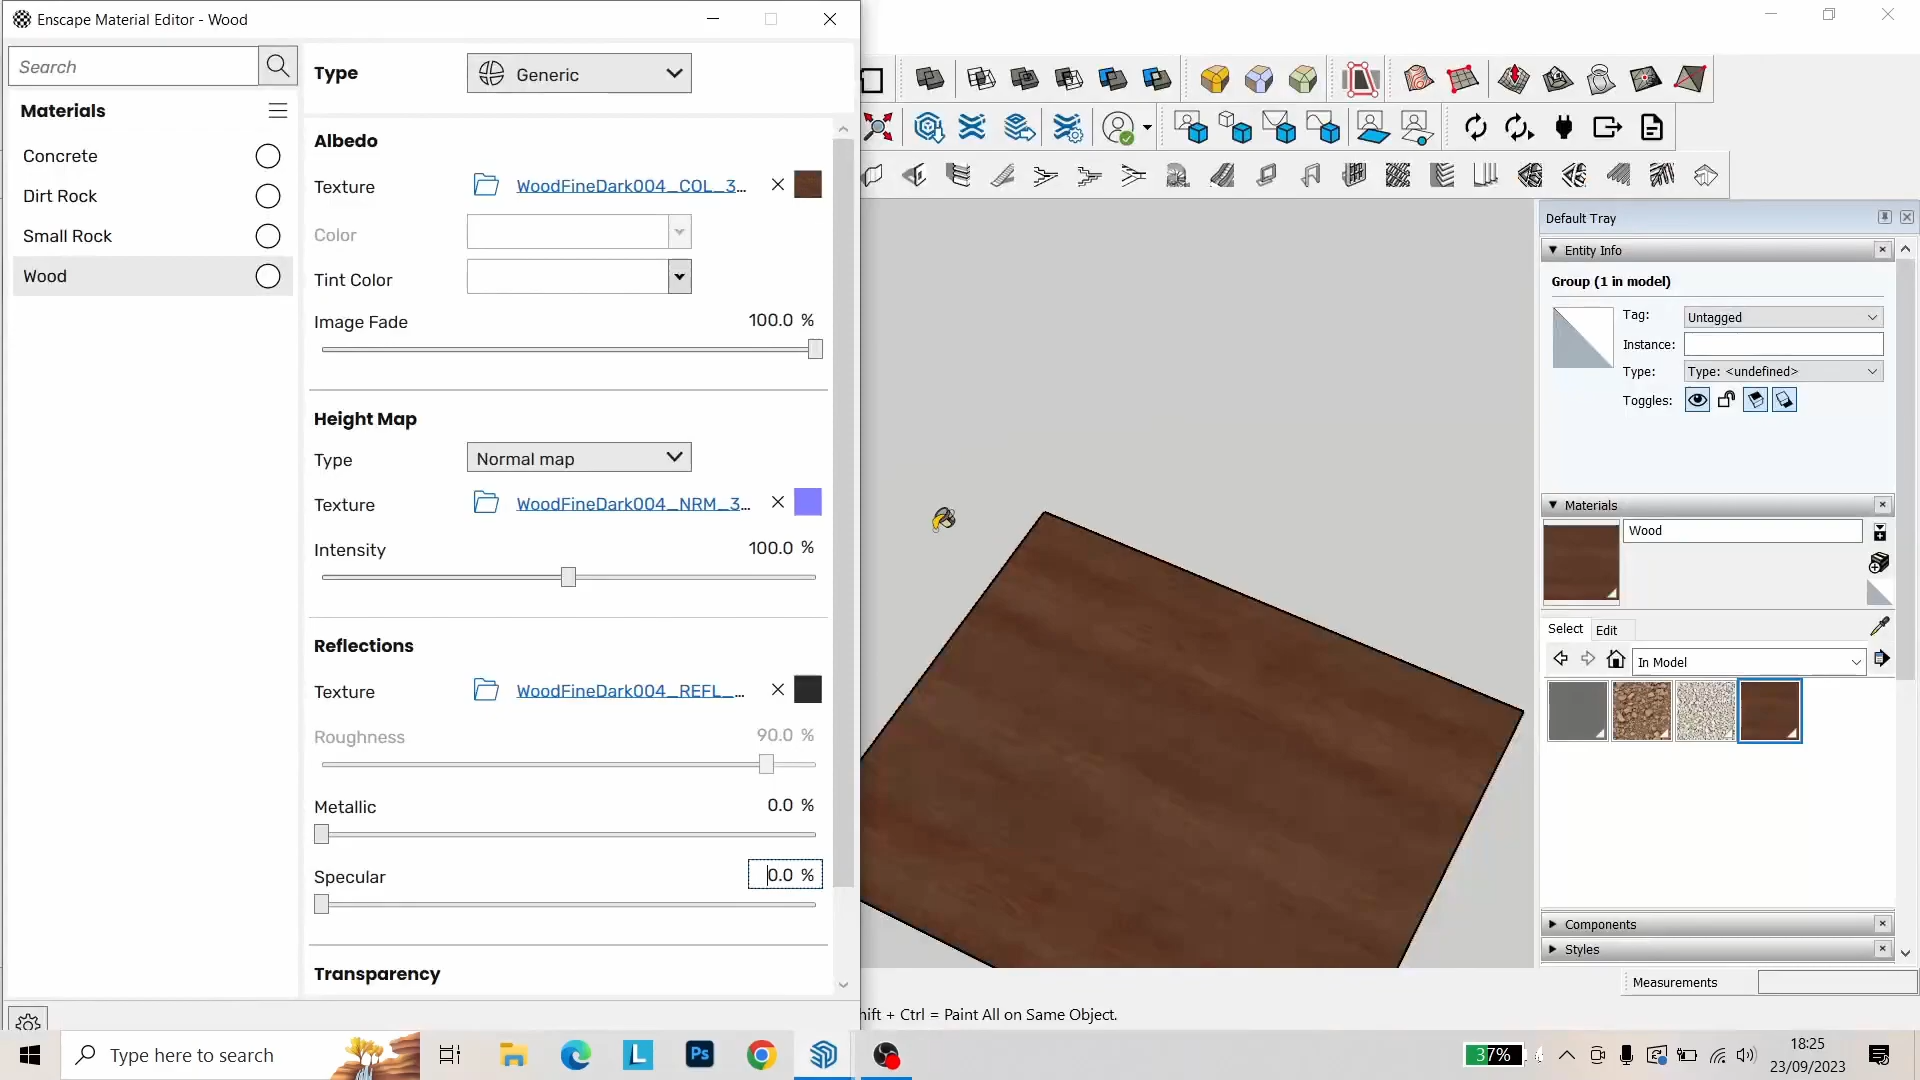 Enscape Material Editor - Wood
Search
Materials
Concrete
Dirt Rock
Small Rock
Wood
Type
Generic
Albedo
Texture
WoodFineDark004_COL_3...
Color
Tint Color
Image Fade
100.0 %
Height Map
Type
Normal map
Texture
WoodFineDark004_NRM_3...
Intensity
100.0 %
Reflections
Texture
WoodFineDark004_REFL_...
Roughness
90.0 %
Metallic
0.0 %
Specular
0.0 %
Transparency
Default Tray
Entity Info
Group (1 in model)
Tag:
Untagged
Instance:
Type:
Type: <undefined>
Toggles:
Materials
Wood
Select
Edit
In Model
Components
Styles
Measurements
hift + Ctrl = Paint All on Same Object.
Type here to search
L
Ps
37%
18:25
23/09/2023